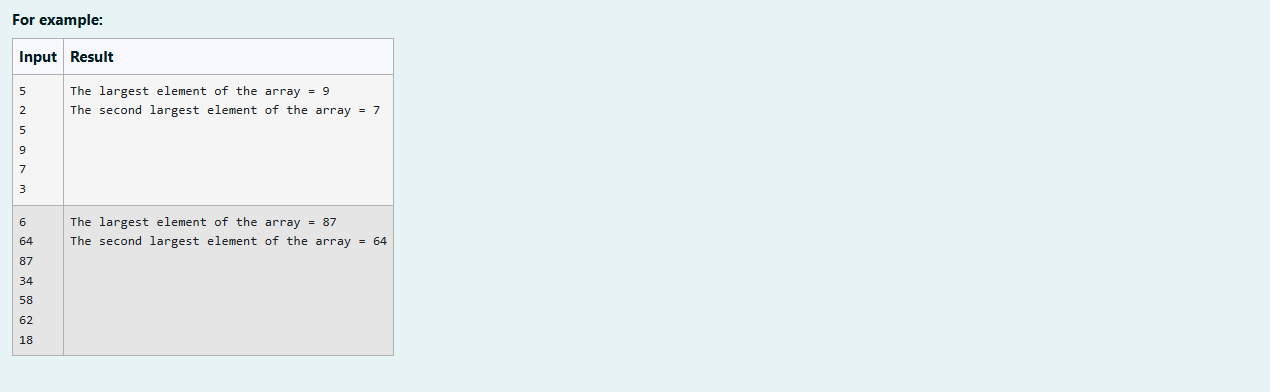 For example:
Input Result
5 The largest element of the array = 9
2 The second largest element of the array = 7
5
9
7
3
6 The largest element of the array = 87
64 The second largest element of the array = 64
87
34
58
62
18